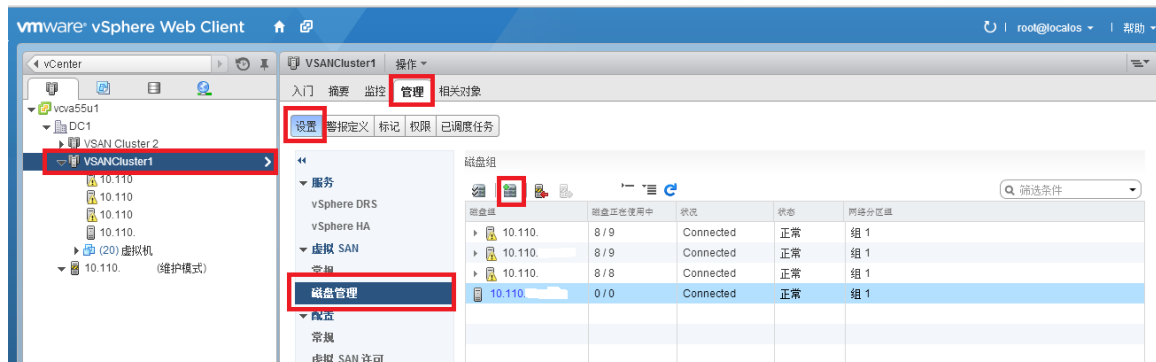 vmware® vSphere Web Client
root@localos
帮助
vCenter
VSANCluster1 操作
入门 摘要 监控 管理 相关对象
vcva55u1
DC1
VSAN Cluster 2
VSANCluster1
10.110
10.110
10.110
10.110.
(20) 虚拟机
10.110. (维护模式)
设置 警报定义 标记 权限 已调度任务
服务
vSphere DRS
vSphere HA
虚拟 SAN
常规
磁盘管理
配置
常规
虚拟 SAN 许可
磁盘组
筛选条件
磁盘组 磁盘正在使用中 状况 状态 网络分区组
10.110. 8 / 9 Connected 正常 组 1
10.110. 8 / 9 Connected 正常 组 1
10.110. 8 / 8 Connected 正常 组 1
10.110. 0 / 0 Connected 正常 组 1